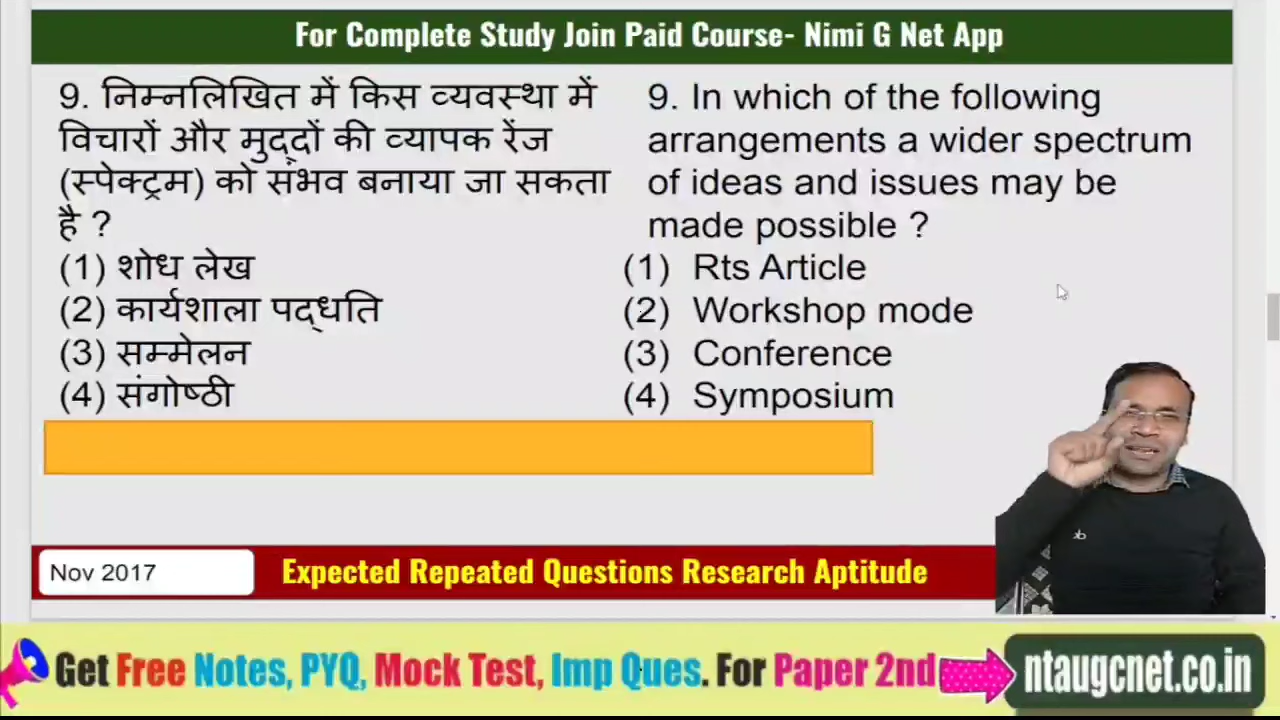 For Complete Study Join Paid Course- Nimi G Net App
9. निम्नलिखित में किस व्यवस्था में
विचारों और मुद्दों की व्यापक रेंज
(स्पेक्ट्रम) को संभव बनाया जा सकता
है ?
(1) शोध लेख
(2) कार्यशाला पद्धति
(3) सम्मेलन
(4) संगोष्ठी
9. In which of the following
arrangements a wider spectrum
of ideas and issues may be
made possible ?
(1) Rts Article
(2) Workshop mode
(3) Conference
(4) Symposium
Nov 2017
Expected Repeated Questions Research Aptitude
Get Free Notes, PYQ, Mock Test, Imp Ques. For Paper 2nd
ntaugcnet.co.in